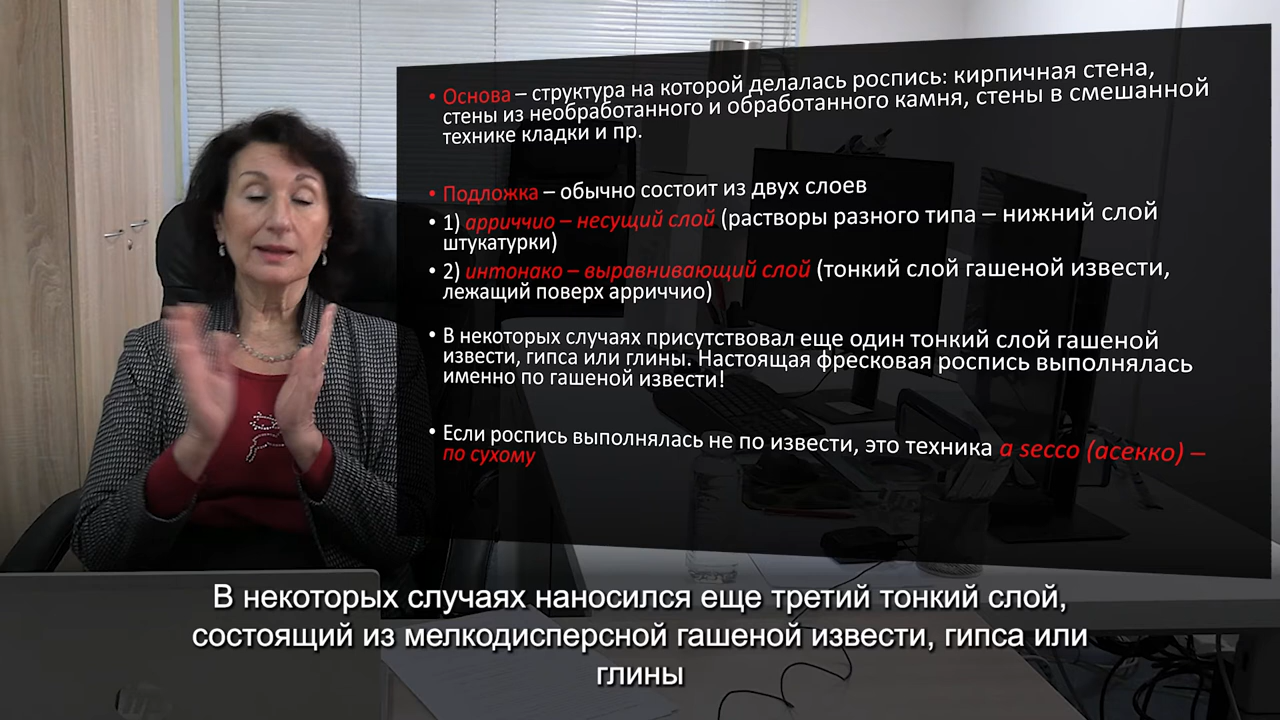 • Основа – структура на которой делалась роспись: кирпичная стена,
стены из необработанного и обработанного камня, стены в смешанной
технике кладки и пр.
• Подложка – обычно состоит из двух слоев
• 1) арриччио – несущий слой (растворы разного типа – нижний слой
штукатурки)
• 2) интонако – выравнивающий слой (тонкий слой гашеной извести,
лежащий поверх арриччио)
• В некоторых случаях присутствовал еще один тонкий слой гашеной
извести, гипса или глины. Настоящая фресковая роспись выполнялась
именно по гашеной извести!
• Если роспись выполнялась не по извести, это техника a secco (асекко) –
по сухому
В некоторых случаях наносился еще третий тонкий слой,
состоящий из мелкодисперсной гашеной извести, гипса или
глины